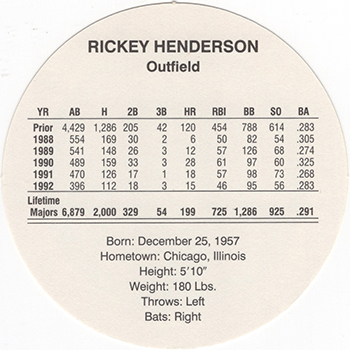 RICKEY HENDERSON
Outfield
YR AB H 2B 3B HR RBI BB SO BA
Prior 4,429 1,286 205 42 120 454 788 614 .283
1988 554 169 30 2 6 50 82 54 .305
1989 541 148 26 3 12 57 126 68 .274
1990 489 159 33 3 28 61 97 60 .325
1991 470 126 17 1 18 57 98 73 .268
1992 396 112 18 3 15 46 95 56 .283
Lifetime
Majors 6,879 2,000 329 54 199 725 1,286 925 .291
Born: December 25, 1957
Hometown: Chicago, Illinois
Height: 5'10"
Weight: 180 Lbs.
Throws: Left
Bats: Right